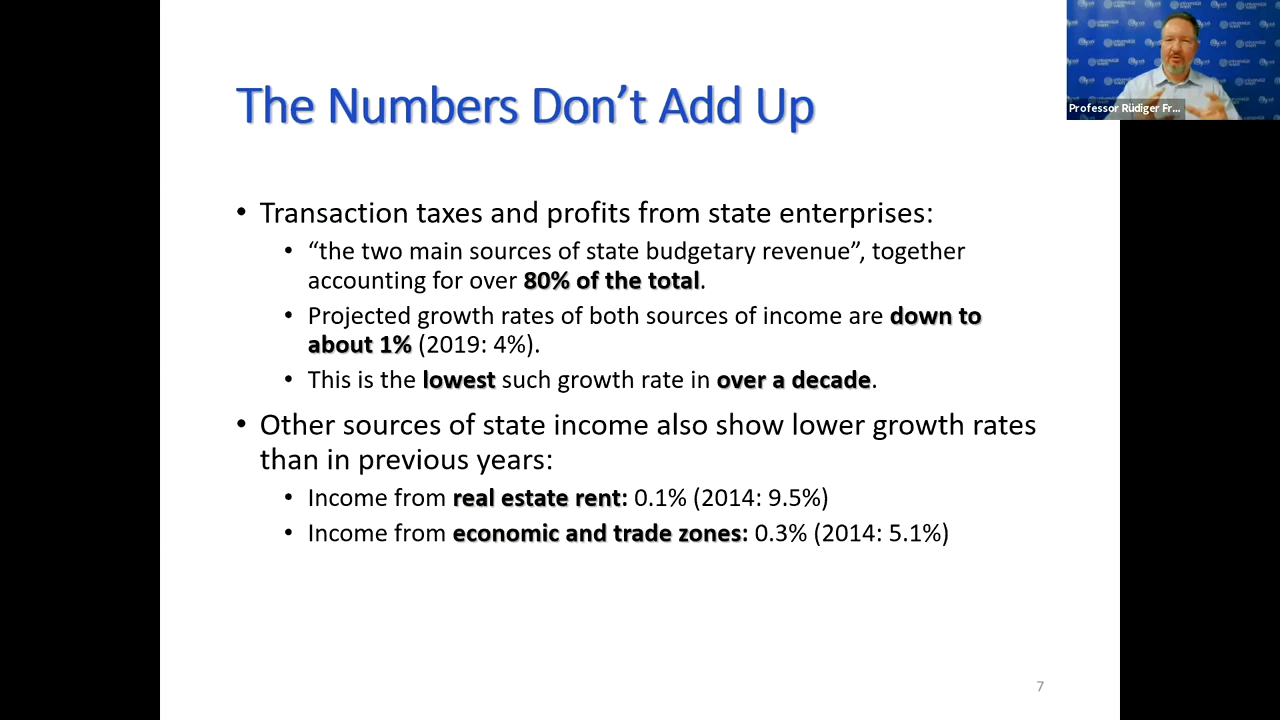 The Numbers Don’t Add Up
• Transaction taxes and profits from state enterprises:
• “the two main sources of state budgetary revenue”, together
accounting for over 80% of the total.
• Projected growth rates of both sources of income are down to
about 1% (2019: 4%).
• This is the lowest such growth rate in over a decade.
• Other sources of state income also show lower growth rates
than in previous years:
• Income from real estate rent: 0.1% (2014: 9.5%)
• Income from economic and trade zones: 0.3% (2014: 5.1%)
7
Professor Rüdiger Fr...